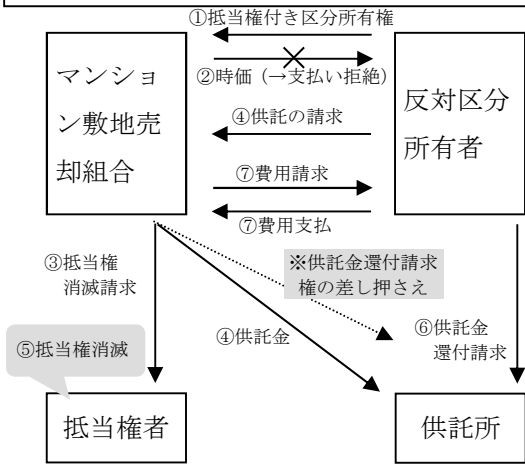 ①抵当権付き区分所有権
マンショ
ン敷地売
却組合
②時価（→支払い拒絶）
反対区分
所有者
④供託の請求
⑦費用請求
⑦費用支払
③抵当権
消滅請求
※供託金還付請求
権の差し押さえ
④供託金
⑥供託金
還付請求
⑤抵当権消滅
抵当権者
供託所